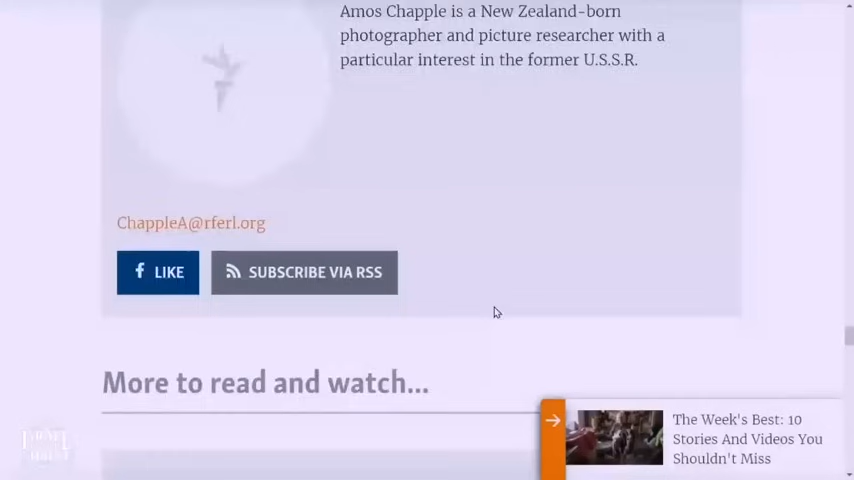 Amos Chapple is a New Zealand-born
photographer and picture researcher with a
particular interest in the former U.S.S.R.
ChappleA@rferl.org
LIKE
SUBSCRIBE VIA RSS
More to read and watch...
The Week's Best: 10
Stories And Videos You
Shouldn't Miss